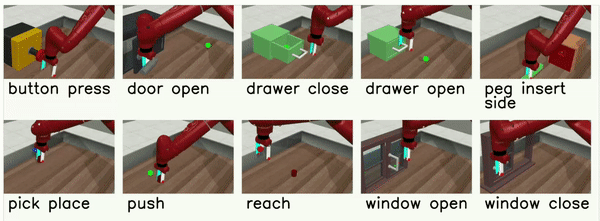 button press
door open
drawer close
drawer open
peg insert
side
pick place
push
reach
window open
window close